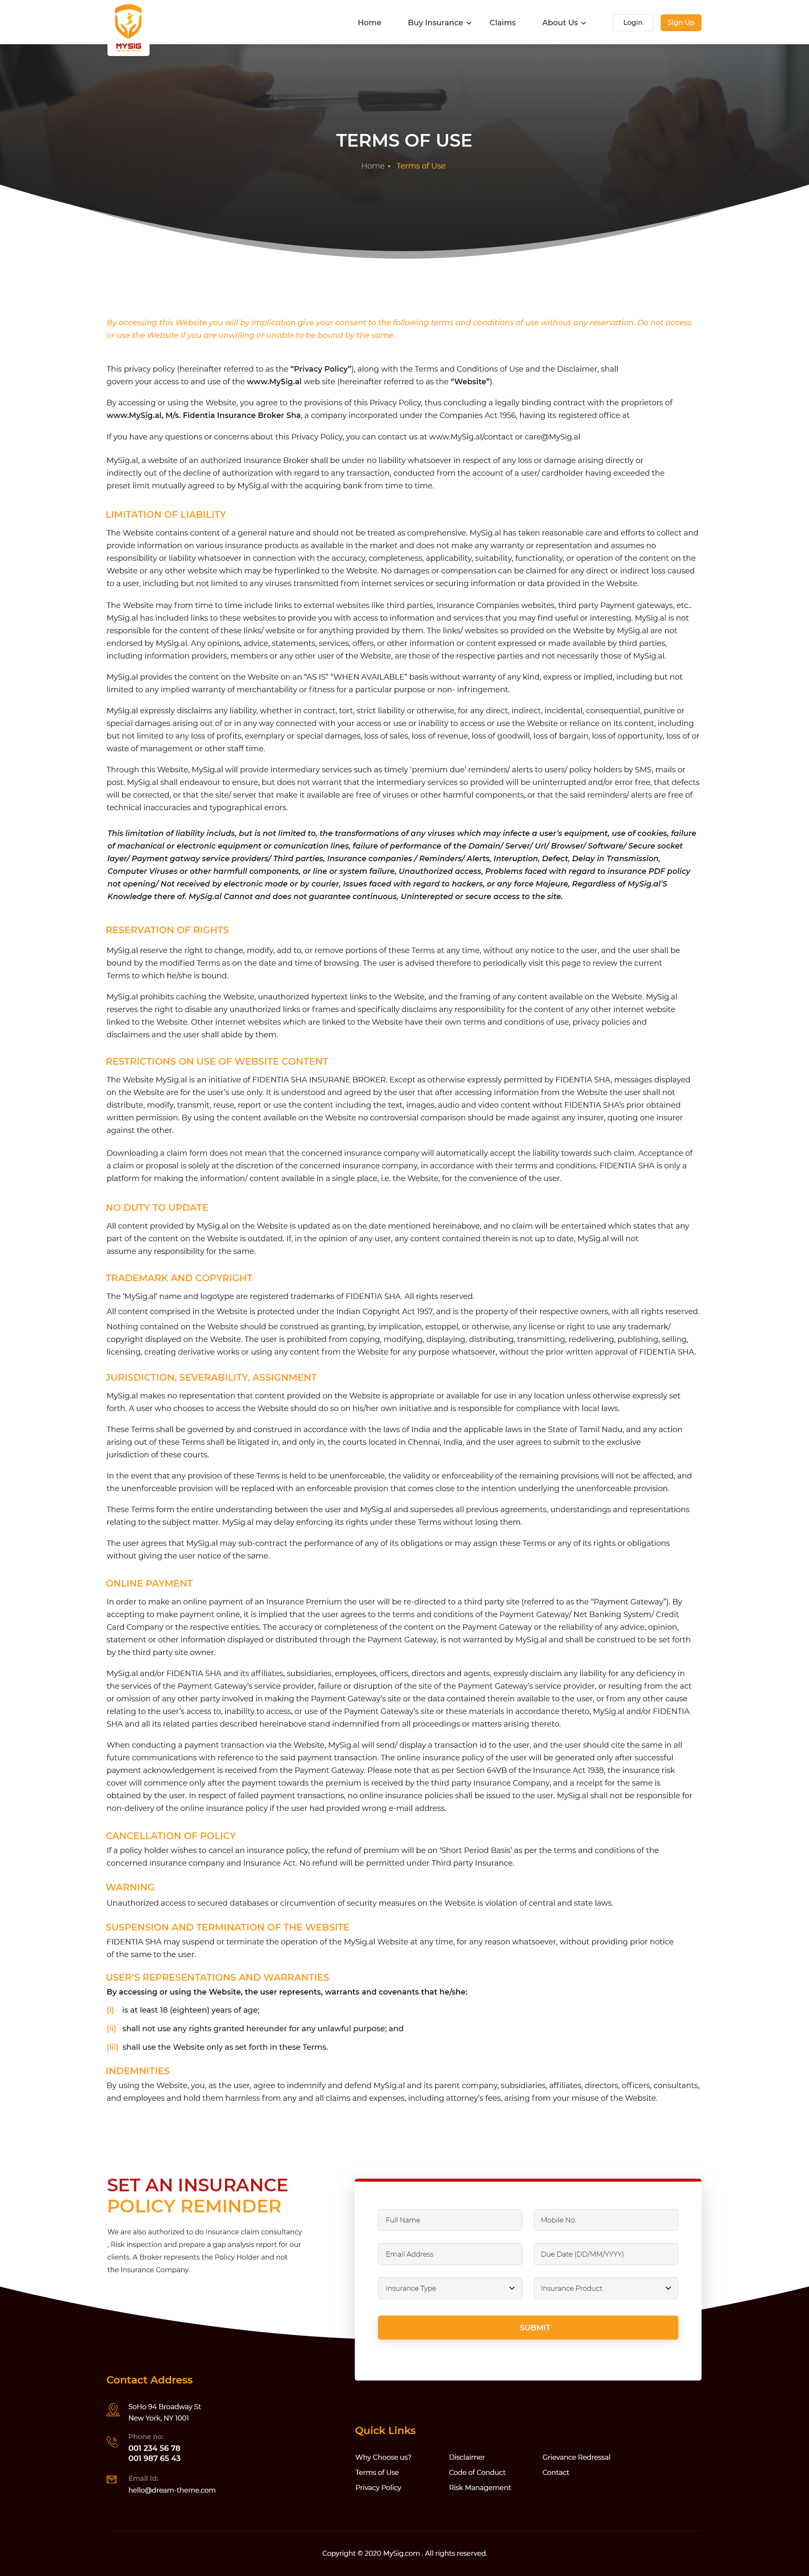 MYSIG
Home
Buy Insurance
Claims
About Us
Login
Sign Up
TERMS OF USE
Home • Terms of Use
By accessing this Website you will by implication give your consent to the following terms and conditions of use without any reservation. Do not access
or use the Website if you are unwilling or unable to be bound by the same.
This privacy policy (hereinafter referred to as the “Privacy Policy”), along with the Terms and Conditions of Use and the Disclaimer, shall
govern your access to and use of the www.MySig.al web site (hereinafter referred to as the “Website”).
By accessing or using the Website, you agree to the provisions of this Privacy Policy, thus concluding a legally binding contract with the proprietors of
www.MySig.al, M/s. Fidentia Insurance Broker Sha, a company incorporated under the Companies Act 1956, having its registered office at
If you have any questions or concerns about this Privacy Policy, you can contact us at www.MySig.al/contact or care@MySig.al
MySig.al, a website of an authorized Insurance Broker shall be under no liability whatsoever in respect of any loss or damage arising directly or
indirectly out of the decline of authorization with regard to any transaction, conducted from the account of a user/ cardholder having exceeded the
preset limit mutually agreed to by MySig.al with the acquiring bank from time to time.
LIMITATION OF LIABILITY
The Website contains content of a general nature and should not be treated as comprehensive. MySig.al has taken reasonable care and efforts to collect and
provide information on various insurance products as available in the market and does not make any warranty or representation and assumes no
responsibility or liability whatsoever in connection with the accuracy, completeness, applicability, suitability, functionality, or operation of the content on the
Website or any other website which may be hyperlinked to the Website. No damages or compensation can be claimed for any direct or indirect loss caused
to a user, including but not limited to any viruses transmitted from internet services or securing information or data provided in the Website.
The Website may from time to time include links to external websites like third parties, Insurance Companies websites, third party Payment gateways, etc..
MySig.al has included links to these websites to provide you with access to information and services that you may find useful or interesting. MySig.al is not
responsible for the content of these links/ website or for anything provided by them. The links/ websites so provided on the Website by MySig.al are not
endorsed by MySig.al. Any opinions, advice, statements, services, offers, or other information or content expressed or made available by third parties,
including information providers, members or any other user of the Website, are those of the respective parties and not necessarily those of MySig.al.
MySig.al provides the content on the Website on an “AS IS” “WHEN AVAILABLE” basis without warranty of any kind, express or implied, including but not
limited to any implied warranty of merchantability or fitness for a particular purpose or non- infringement.
MySig.al expressly disclaims any liability, whether in contract, tort, strict liability or otherwise, for any direct, indirect, incidental, consequential, punitive or
special damages arising out of or in any way connected with your access or use or inability to access or use the Website or reliance on its content, including
but not limited to any loss of profits, exemplary or special damages, loss of sales, loss of revenue, loss of goodwill, loss of bargain, loss of opportunity, loss of or
waste of management or other staff time.
Through this Website, MySig.al will provide intermediary services such as timely ‘premium due’ reminders/ alerts to users/ policy holders by SMS, mails or
post. MySig.al shall endeavour to ensure, but does not warrant that the intermediary services so provided will be uninterrupted and/or error free, that defects
will be corrected, or that the site/ server that make it available are free of viruses or other harmful components, or that the said reminders/ alerts are free of
technical inaccuracies and typographical errors.
This limitation of liability includs, but is not limited to, the transformations of any viruses which may infecte a user’s equipment, use of cookies, failure
of machanical or electronic equipment or comunication lines, failure of performance of the Domain/ Server/ Url/ Browser/ Software/ Secure socket
layer/ Payment gatway service providers/ Third parties, Insurance companies / Reminders/ Alerts, Interuption, Defect, Delay in Transmission,
Computer Viruses or other harmfull components, or line or system failure, Unauthorized access, Problems faced with regard to insurance PDF policy
not opening/ Not received by electronic mode or by courier, Issues faced with regard to hackers, or any force Majeure, Regardless of MySig.al’S
Knowledge there of. MySig.al Cannot and does not guarantee continuous, Uninterepted or secure access to the site.
RESERVATION OF RIGHTS
MySig.al reserve the right to change, modify, add to, or remove portions of these Terms at any time, without any notice to the user, and the user shall be
bound by the modified Terms as on the date and time of browsing. The user is advised therefore to periodically visit this page to review the current
Terms to which he/she is bound.
MySig.al prohibits caching the Website, unauthorized hypertext links to the Website, and the framing of any content available on the Website. MySig.al
reserves the right to disable any unauthorized links or frames and specifically disclaims any responsibility for the content of any other internet website
linked to the Website. Other internet websites which are linked to the Website have their own terms and conditions of use, privacy policies and
disclaimers and the user shall abide by them.
RESTRICTIONS ON USE OF WEBSITE CONTENT
The Website MySig.al is an initiative of FIDENTIA SHA INSURANE BROKER. Except as otherwise expressly permitted by FIDENTIA SHA, messages displayed
on the Website are for the user’s use only. It is understood and agreed by the user that after accessing information from the Website the user shall not
distribute, modify, transmit, reuse, report or use the content including the text, images, audio and video content without FIDENTIA SHA’s prior obtained
written permission. By using the content available on the Website no controversial comparison should be made against any insurer, quoting one insurer
against the other.
Downloading a claim form does not mean that the concerned insurance company will automatically accept the liability towards such claim. Acceptance of
a claim or proposal is solely at the discretion of the concerned insurance company, in accordance with their terms and conditions. FIDENTIA SHA is only a
platform for making the information/ content available in a single place, i.e. the Website, for the convenience of the user.
NO DUTY TO UPDATE
All content provided by MySig.al on the Website is updated as on the date mentioned hereinabove, and no claim will be entertained which states that any
part of the content on the Website is outdated. If, in the opinion of any user, any content contained therein is not up to date, MySig.al will not
assume any responsibility for the same.
TRADEMARK AND COPYRIGHT
The ‘MySig.al’ name and logotype are registered trademarks of FIDENTIA SHA. All rights reserved.
All content comprised in the Website is protected under the Indian Copyright Act 1957, and is the property of their respective owners, with all rights reserved.
Nothing contained on the Website should be construed as granting, by implication, estoppel, or otherwise, any license or right to use any trademark/
copyright displayed on the Website. The user is prohibited from copying, modifying, displaying, distributing, transmitting, redelivering, publishing, selling,
licensing, creating derivative works or using any content from the Website for any purpose whatsoever, without the prior written approval of FIDENTIA SHA.
JURISDICTION, SEVERABILITY, ASSIGNMENT
MySig.al makes no representation that content provided on the Website is appropriate or available for use in any location unless otherwise expressly set
forth. A user who chooses to access the Website should do so on his/her own initiative and is responsible for compliance with local laws.
These Terms shall be governed by and construed in accordance with the laws of India and the applicable laws in the State of Tamil Nadu, and any action
arising out of these Terms shall be litigated in, and only in, the courts located in Chennai, India, and the user agrees to submit to the exclusive
jurisdiction of these courts.
In the event that any provision of these Terms is held to be unenforceable, the validity or enforceability of the remaining provisions will not be affected, and
the unenforceable provision will be replaced with an enforceable provision that comes close to the intention underlying the unenforceable provision.
These Terms form the entire understanding between the user and MySig.al and supersedes all previous agreements, understandings and representations
relating to the subject matter. MySig.al may delay enforcing its rights under these Terms without losing them.
The user agrees that MySig.al may sub-contract the performance of any of its obligations or may assign these Terms or any of its rights or obligations
without giving the user notice of the same.
ONLINE PAYMENT
In order to make an online payment of an Insurance Premium the user will be re-directed to a third party site (referred to as the “Payment Gateway”). By
accepting to make payment online, it is implied that the user agrees to the terms and conditions of the Payment Gateway/ Net Banking System/ Credit
Card Company or the respective entities. The accuracy or completeness of the content on the Payment Gateway or the reliability of any advice, opinion,
statement or other information displayed or distributed through the Payment Gateway, is not warranted by MySig.al and shall be construed to be set forth
by the third party site owner.
MySig.al and/or FIDENTIA SHA and its affiliates, subsidiaries, employees, officers, directors and agents, expressly disclaim any liability for any deficiency in
the services of the Payment Gateway’s service provider, failure or disruption of the site of the Payment Gateway’s service provider, or resulting from the act
or omission of any other party involved in making the Payment Gateway’s site or the data contained therein available to the user, or from any other cause
relating to the user’s access to, inability to access, or use of the Payment Gateway’s site or these materials in accordance thereto, MySig.al and/or FIDENTIA
SHA and all its related parties described hereinabove stand indemnified from all proceedings or matters arising thereto.
When conducting a payment transaction via the Website, MySig.al will send/ display a transaction id to the user, and the user should cite the same in all
future communications with reference to the said payment transaction. The online insurance policy of the user will be generated only after successful
payment acknowledgement is received from the Payment Gateway. Please note that as per Section 64VB of the Insurance Act 1938, the insurance risk
cover will commence only after the payment towards the premium is received by the third party Insurance Company, and a receipt for the same is
obtained by the user. In respect of failed payment transactions, no online insurance policies shall be issued to the user. MySig.al shall not be responsible for
non-delivery of the online insurance policy if the user had provided wrong e-mail address.
CANCELLATION OF POLICY
If a policy holder wishes to cancel an insurance policy, the refund of premium will be on ‘Short Period Basis’ as per the terms and conditions of the
concerned insurance company and Insurance Act. No refund will be permitted under Third party Insurance.
WARNING
Unauthorized access to secured databases or circumvention of security measures on the Website is violation of central and state laws.
SUSPENSION AND TERMINATION OF THE WEBSITE
FIDENTIA SHA may suspend or terminate the operation of the MySig.al Website at any time, for any reason whatsoever, without providing prior notice
of the same to the user.
USER’S REPRESENTATIONS AND WARRANTIES
By accessing or using the Website, the user represents, warrants and covenants that he/she:
(i) is at least 18 (eighteen) years of age;
(ii) shall not use any rights granted hereunder for any unlawful purpose; and
(iii) shall use the Website only as set forth in these Terms.
INDEMNITIES
By using the Website, you, as the user, agree to indemnify and defend MySig.al and its parent company, subsidiaries, affiliates, directors, officers, consultants,
and employees and hold them harmless from any and all claims and expenses, including attorney’s fees, arising from your misuse of the Website.
SET AN INSURANCE
POLICY REMINDER
We are also authorized to do Insurance claim consultancy
, Risk inspection and prepare a gap analysis report for our
clients. A Broker represents the Policy Holder and not
the Insurance Company.
Full Name
Mobile No.
Email Address
Due Date (DD/MM/YYYY)
Insurance Type
Insurance Product
SUBMIT
Contact Address
SoHo 94 Broadway St
New York, NY 1001
Phone no:
001 234 56 78
001 987 65 43
Email Id:
hello@dream-theme.com
Quick Links
Why Choose us?
Disclaimer
Grievance Redressal
Terms of Use
Code of Conduct
Contact
Privacy Policy
Risk Management
Copyright © 2020 MySig.com . All rights reserved.